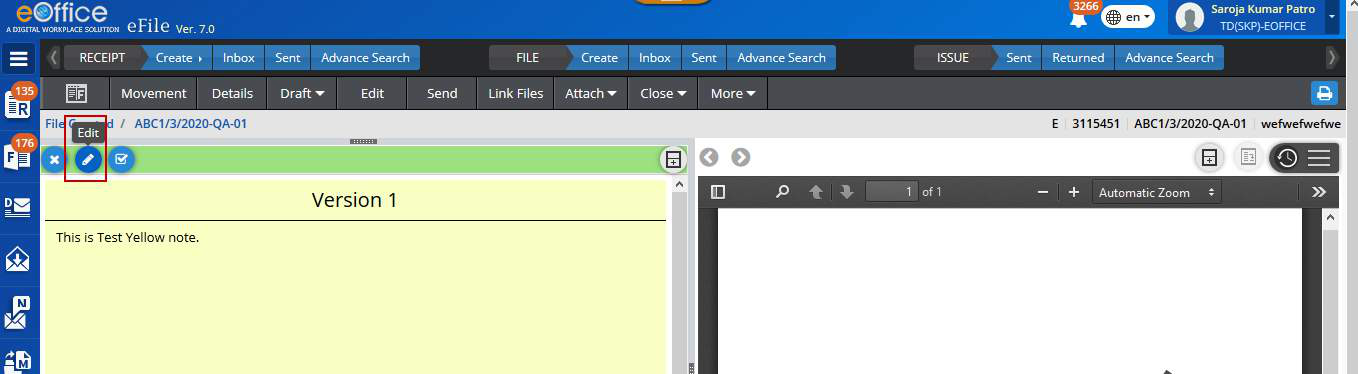 eOffice
A DIGITAL WORKPLACE SOLUTION eFile Ver. 7.0
3266
en
Saroja Kumar Patro
TD(SKP)-EOFFICE
RECEIPT Create Inbox Sent Advance Search FILE Create Inbox Sent Advance Search ISSUE Sent Returned Advance Search
135
R
F Movement Details Draft Edit Send Link Files Attach Close More
File Created / ABC1/3/2020-QA-01 E 3115451 ABC1/3/2020-QA-01 wefwefwefwe
Edit
176
F
D
N
M
Version 1
This is Test Yellow note.
1 of 1 Automatic Zoom